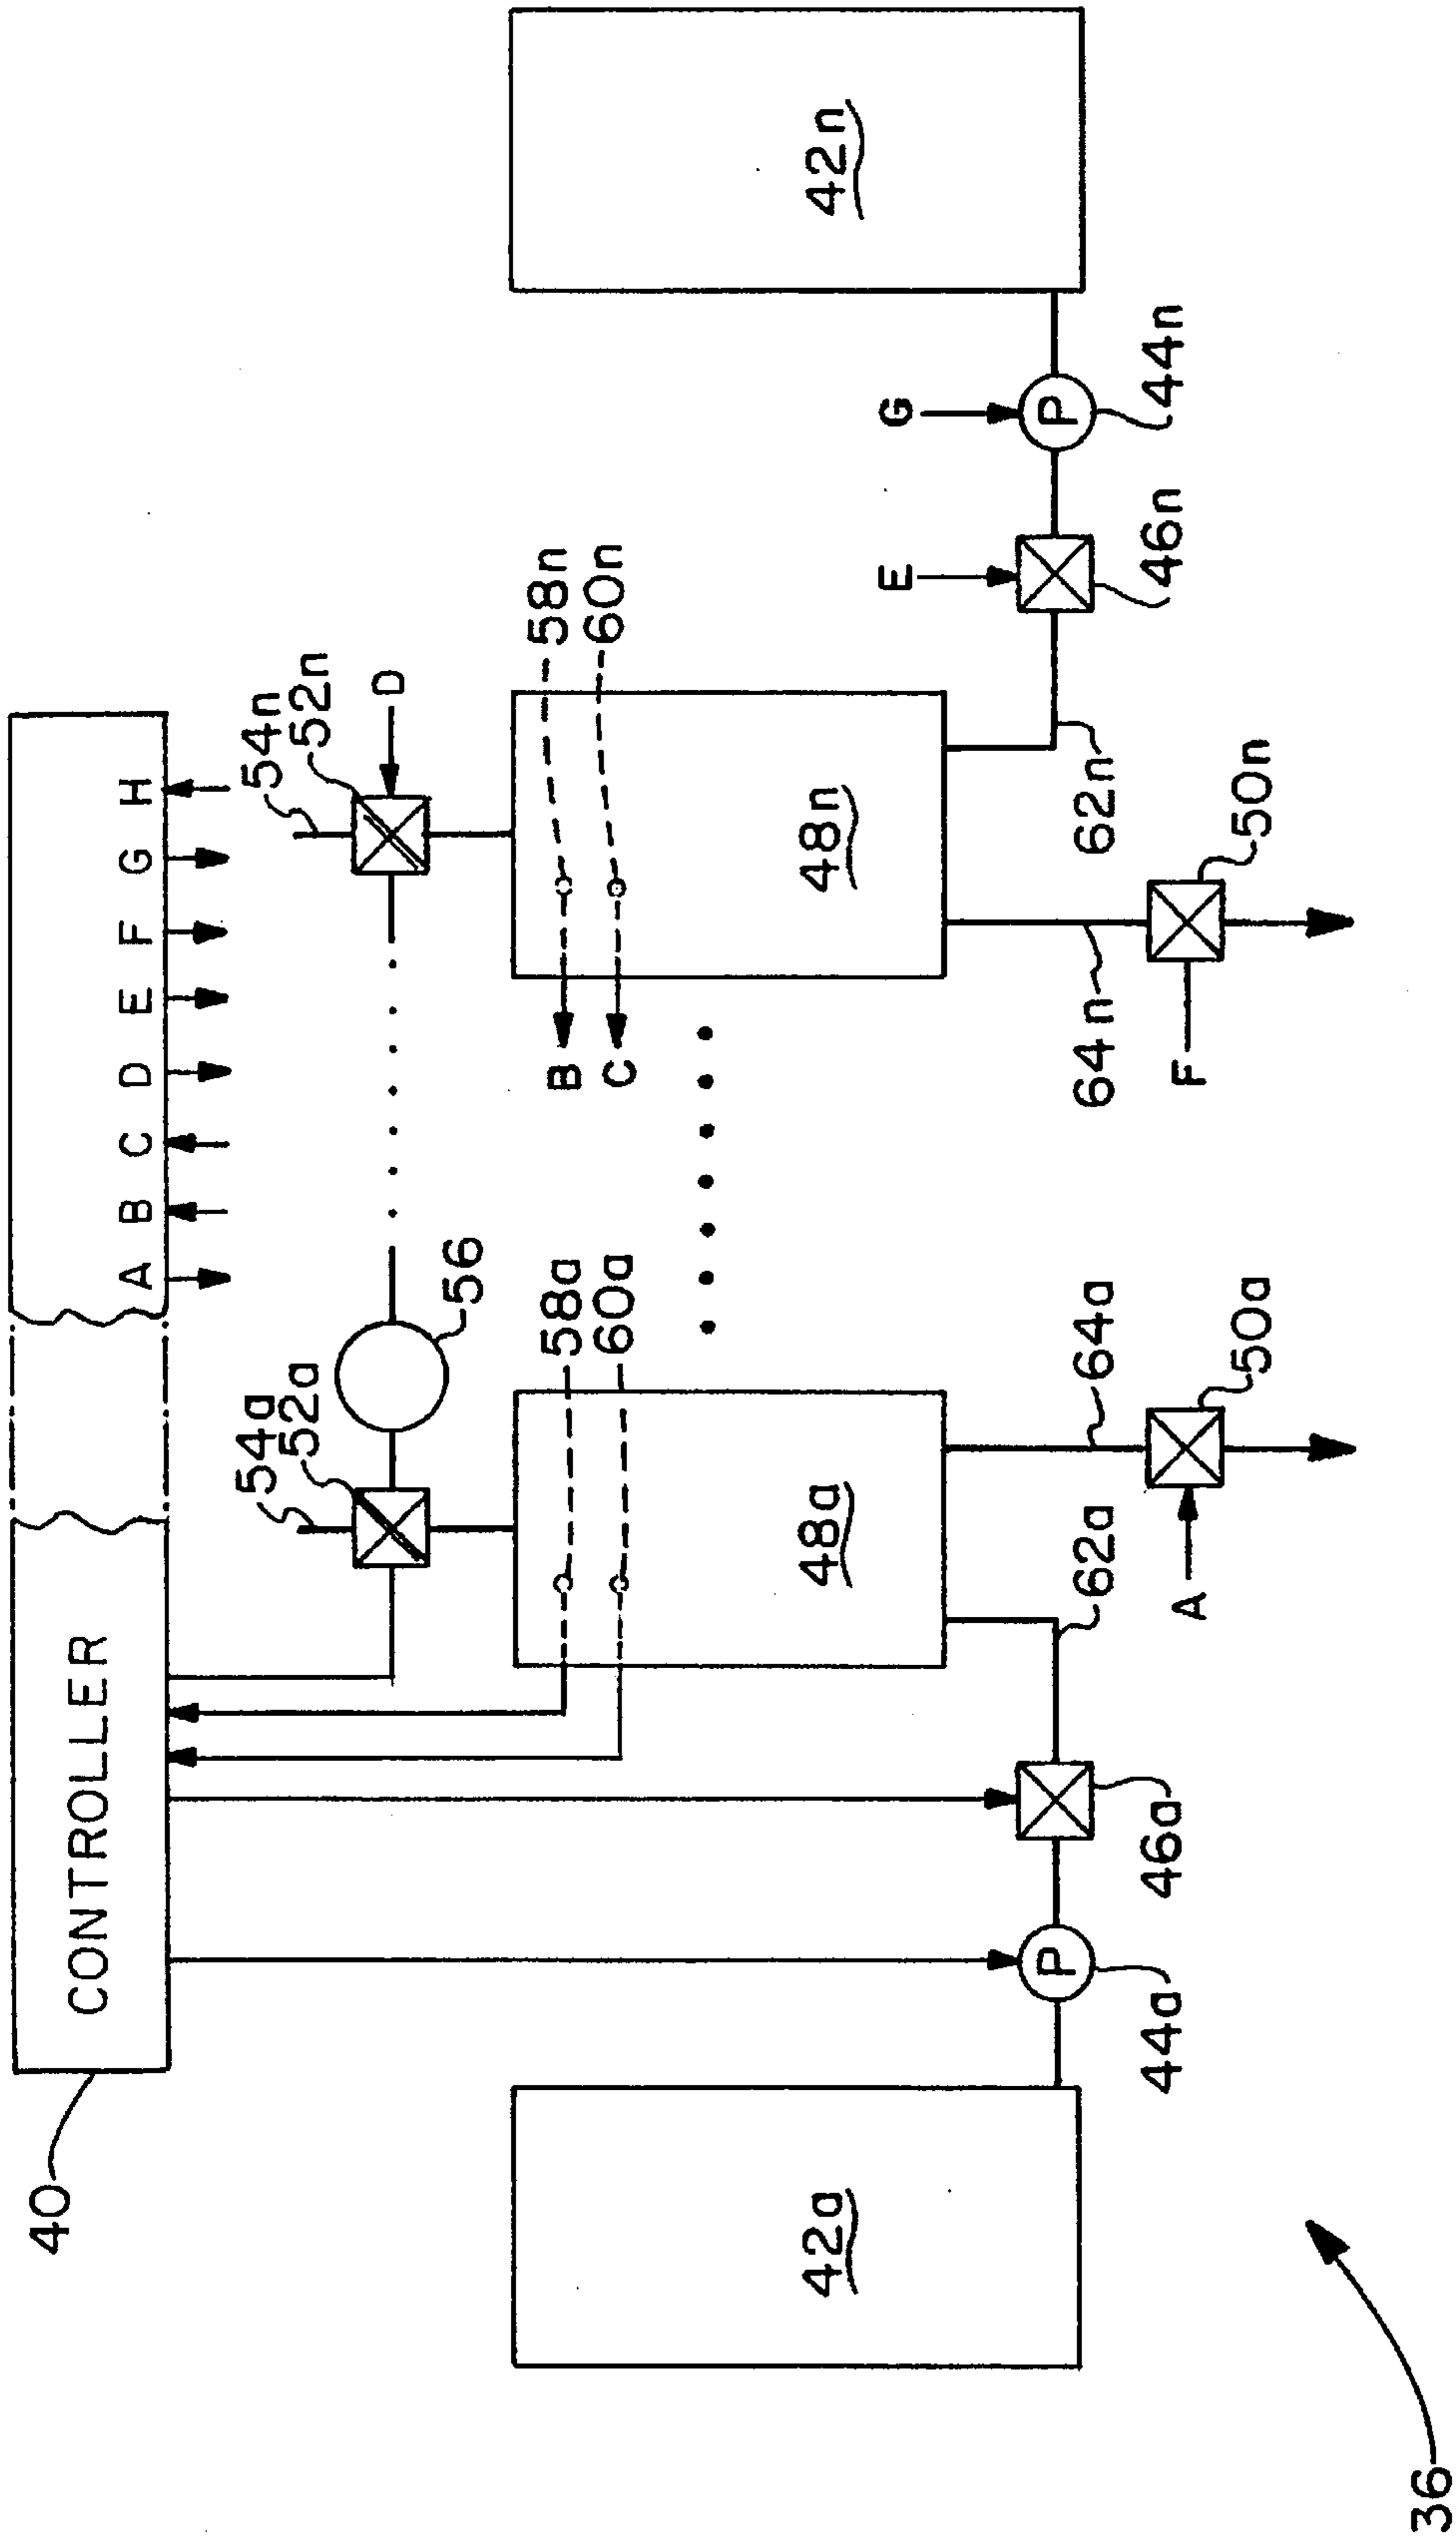 40
CONTROLLER
A B C D E F G H
54a
52a
56
54n
52n
D
58a
60a
58n
60n
B
C
42a
48a
48n
42n
E
G
44a
46a
62a
64a
A
50a
64n
62n
F
50n
46n
44n
P
P
36